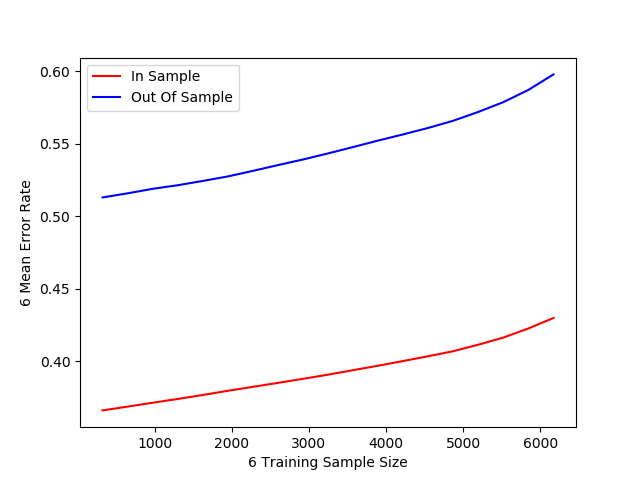 In Sample
Out Of Sample
0.60
0.55
0.50
0.45
0.40
6 Mean Error Rate
1000 2000 3000 4000 5000 6000
6 Training Sample Size